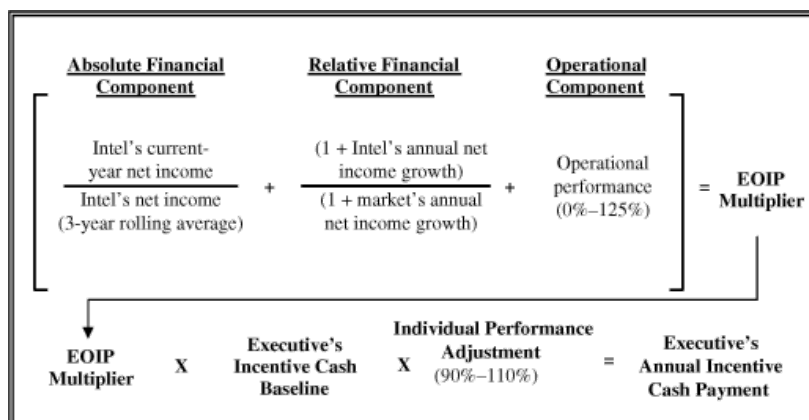 Absolute Financial
Component
Relative Financial
Component
Operational
Component
Intel's current-
year net income
Intel's net income
(3-year rolling average)
+
(1 + Intel's annual net
income growth)
(1 + market's annual
net income growth)
+
Operational
performance
(0%–125%)
=
EOIP
Multiplier
EOIP
Multiplier
X
Executive's
Incentive Cash
Baseline
X
Individual Performance
Adjustment
(90%–110%)
=
Executive's
Annual Incentive
Cash Payment